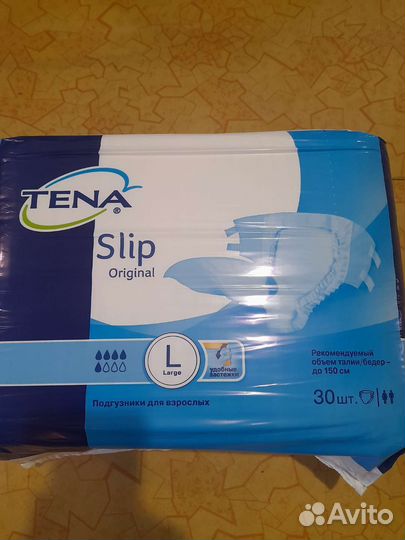 TENA®
Slip
Original
L
Large
удобные
застежки
Рекомендуемый
объем талии/бедер –
до 150 см
Подгузники для взрослых
30 шт.
Avito